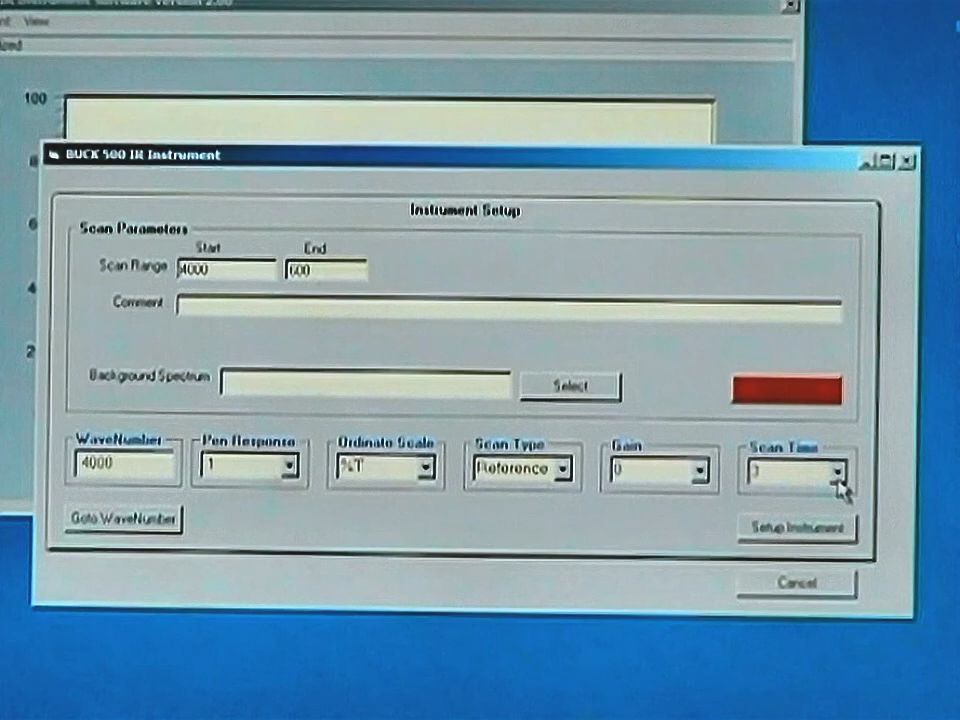 View
100
BUCK 500 IR Instrument
Instrument Setup
Scan Parameters
Start End
Scan Range 4000 600
Comment
Background Spectrum Select
WaveNumber Pen Response Ordinate Scale Scan Type Gain Scan Time
4000 1 %T Reference 0 3
Goto WaveNumber Setup Instrument
Cancel